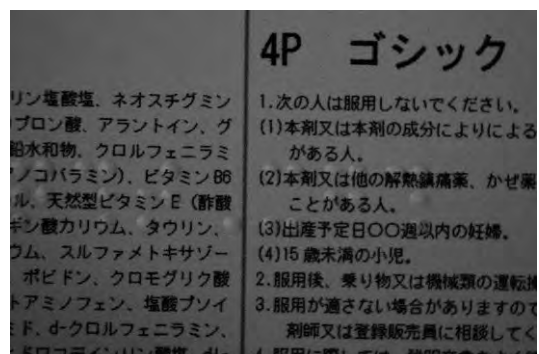 リン塩酸塩、ネオスチグミン
プロン酸、アラントイン、グ
鉛水和物、クロルフェニラミ
ノコバラミン)、ビタミンB6
ル、天然型ビタミンE（酢酸
ギン酸カリウム、タウリン、
ウム、スルファメトキサゾー
ポビドン、クロモグリク酸
トアミノフェン、塩酸ブソイ
ミド、d-クロルフェニラミン、
4P ゴシック
1.次の人は服用しないでください。
(1)本剤又は本剤の成分によりによる
がある人。
(2)本剤又は他の解熱鎮痛薬、かぜ薬
ことがある人。
(3)出産予定日〇〇週以内の妊婦。
(4)15歳未満の小児。
2.服用後、乗り物又は機械類の運転操
3.服用が適さない場合がありますので
剤師又は登録販売員に相談してく